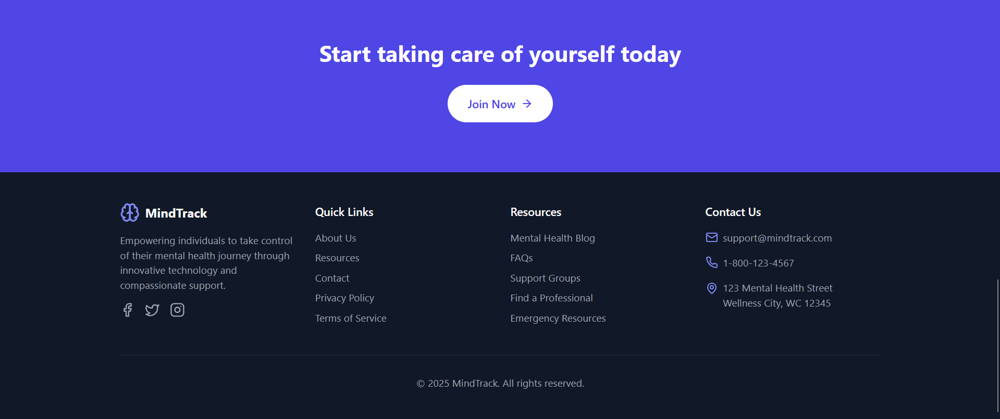 Start taking care of yourself today
Join Now
MindTrack
Empowering individuals to take control
of their mental health journey through
innovative technology and
compassionate support.
Quick Links
About Us
Resources
Contact
Privacy Policy
Terms of Service
Resources
Mental Health Blog
FAQs
Support Groups
Find a Professional
Emergency Resources
Contact Us
support@mindtrack.com
1-800-123-4567
123 Mental Health Street
Wellness City, WC 12345
© 2025 MindTrack. All rights reserved.